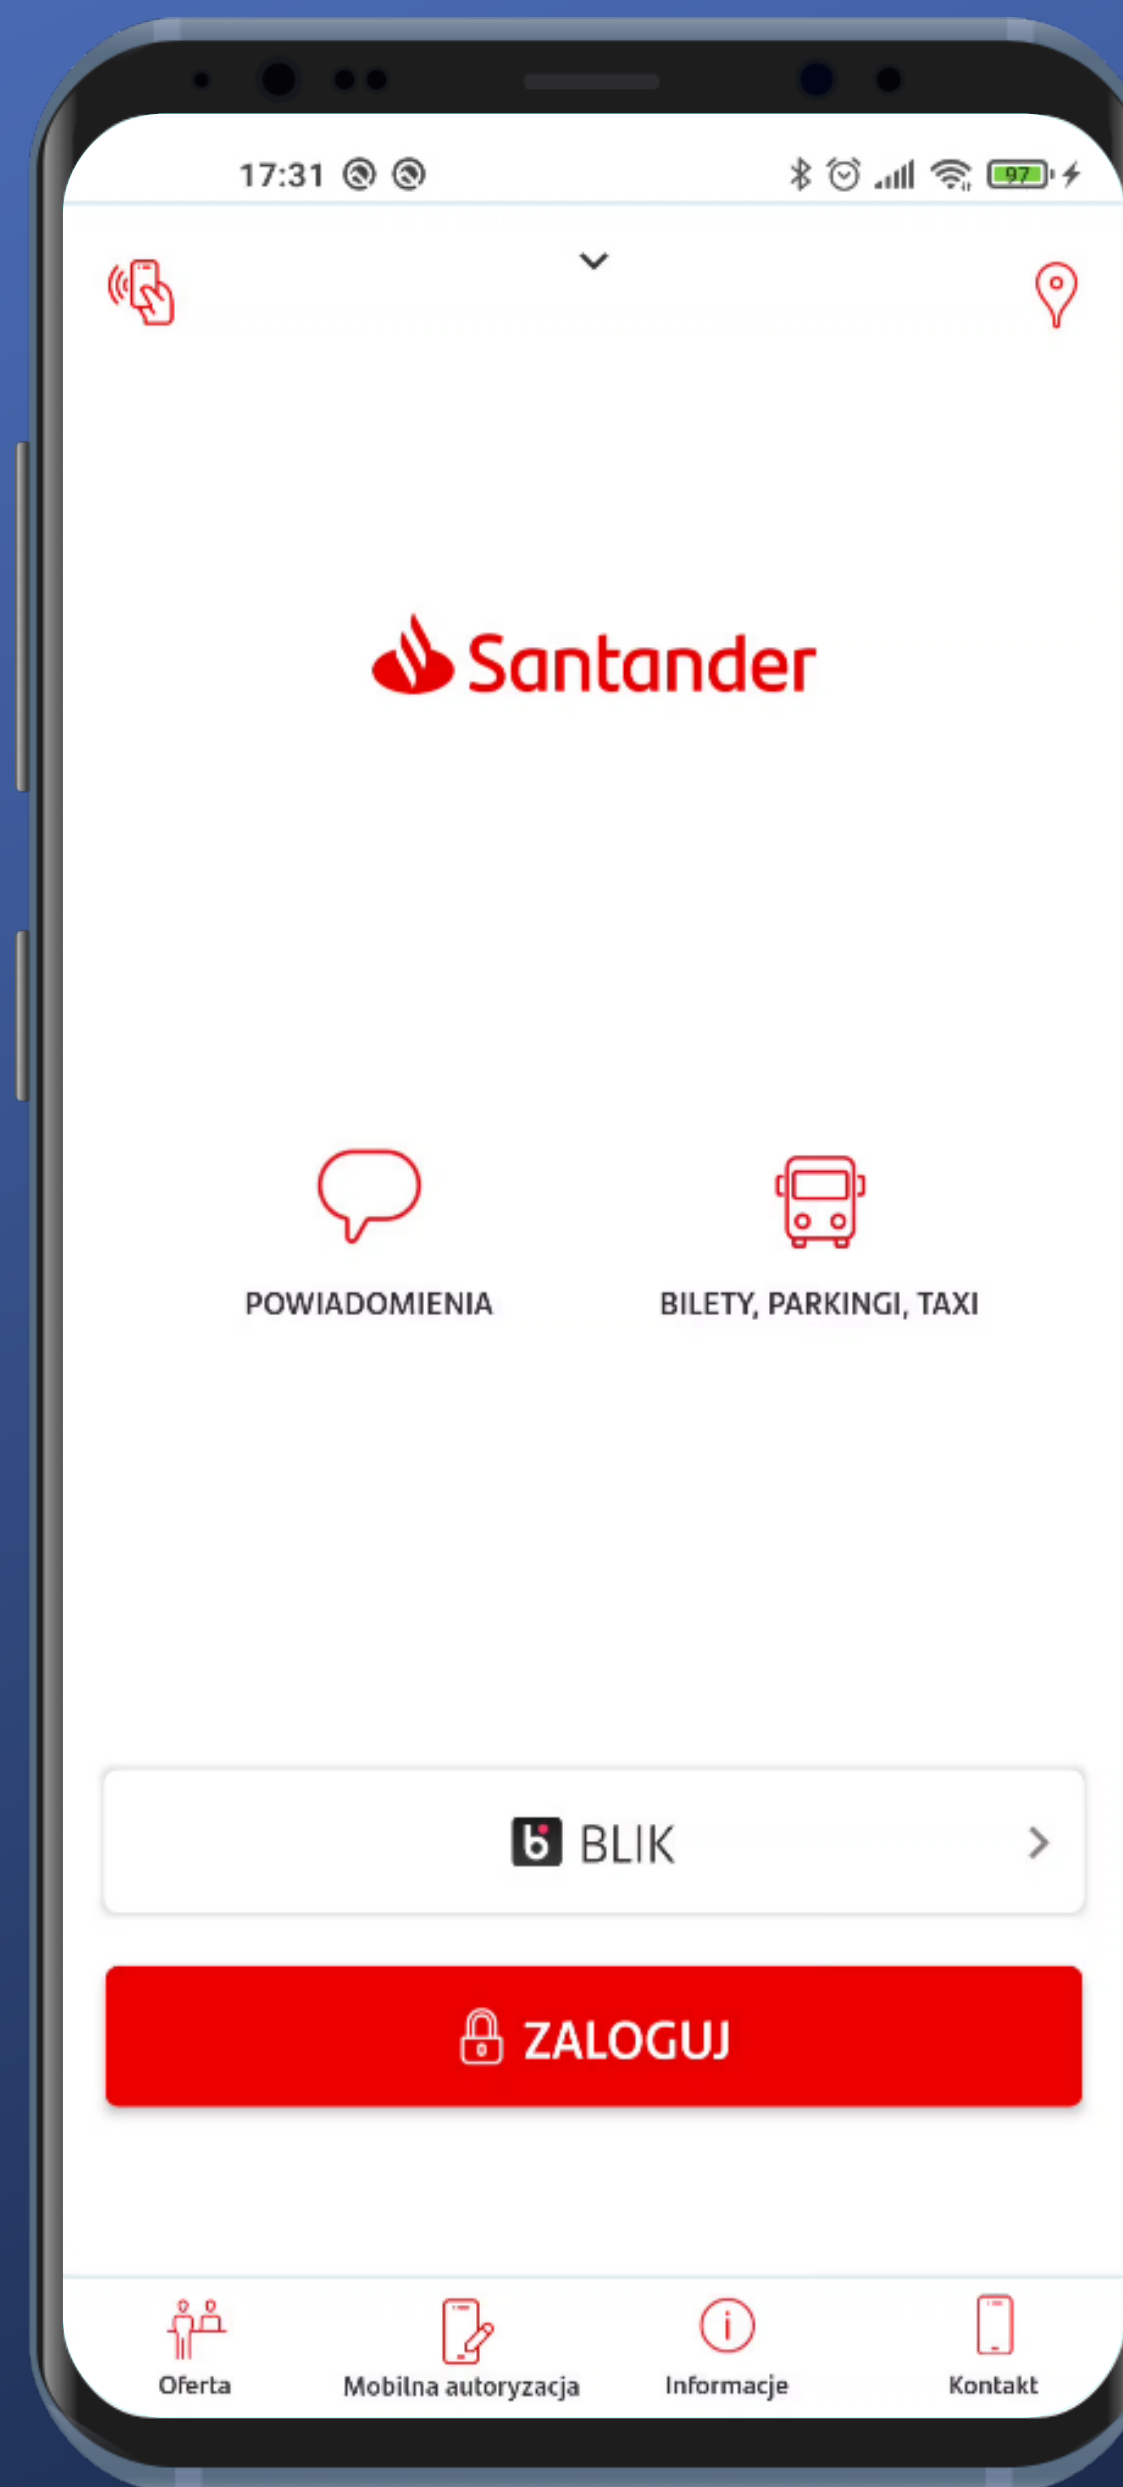 17:31
97
Santander
POWIADOMIENIA
BILETY, PARKINGI, TAXI
BLIK
ZALOGUJ
Oferta
Mobilna autoryzacja
Informacje
Kontakt